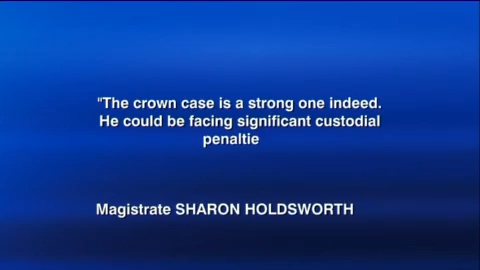 "The crown case is a strong one indeed.
He could be facing significant custodial
penaltie
Magistrate SHARON HOLDSWORTH